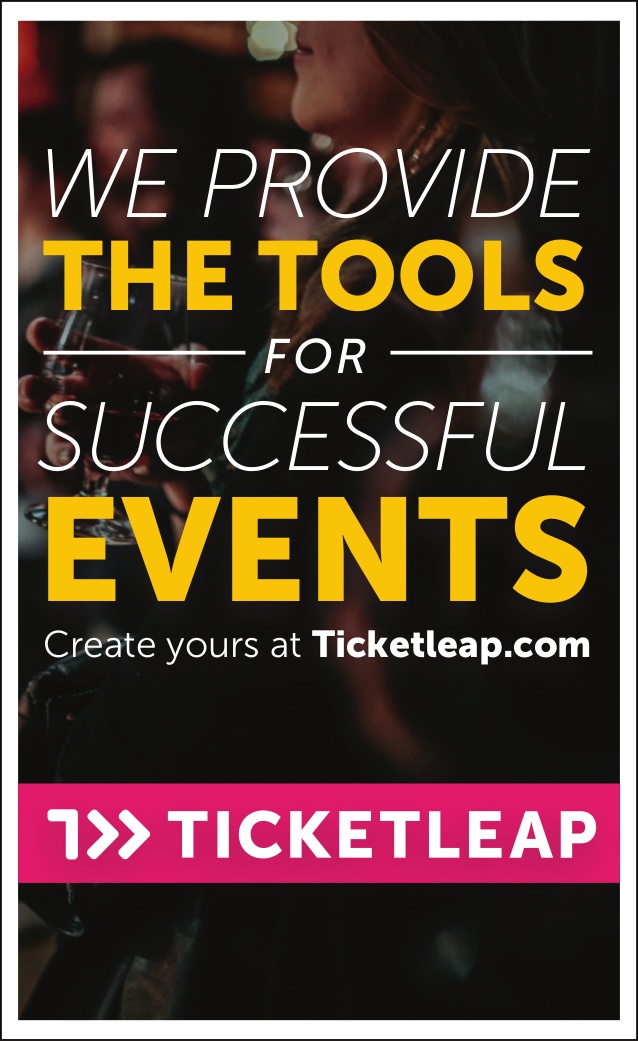 WE PROVIDE
THE TOOLS
FOR
SUCCESSFUL
EVENTS
Create yours at Ticketleap.com
TICKETLEAP